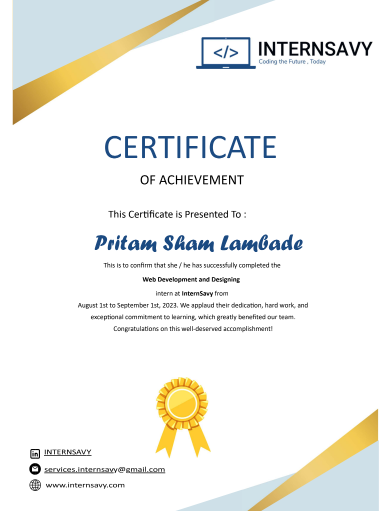 </>
INTERNSAVY
Coding the Future , Today
CERTIFICATE
OF ACHIEVEMENT
This Certificate is Presented To :
Pritam Sham Lambade
This is to confirm that she / he has successfully completed the
Web Development and Designing
intern at InternSavy from
August 1st to September 1st, 2023. We applaud their dedication, hard work, and
exceptional commitment to learning, which greatly benefited our team.
Congratulations on this well-deserved accomplishment!
in INTERNSAVY
services.internsavy@gmail.com
www.internsavy.com